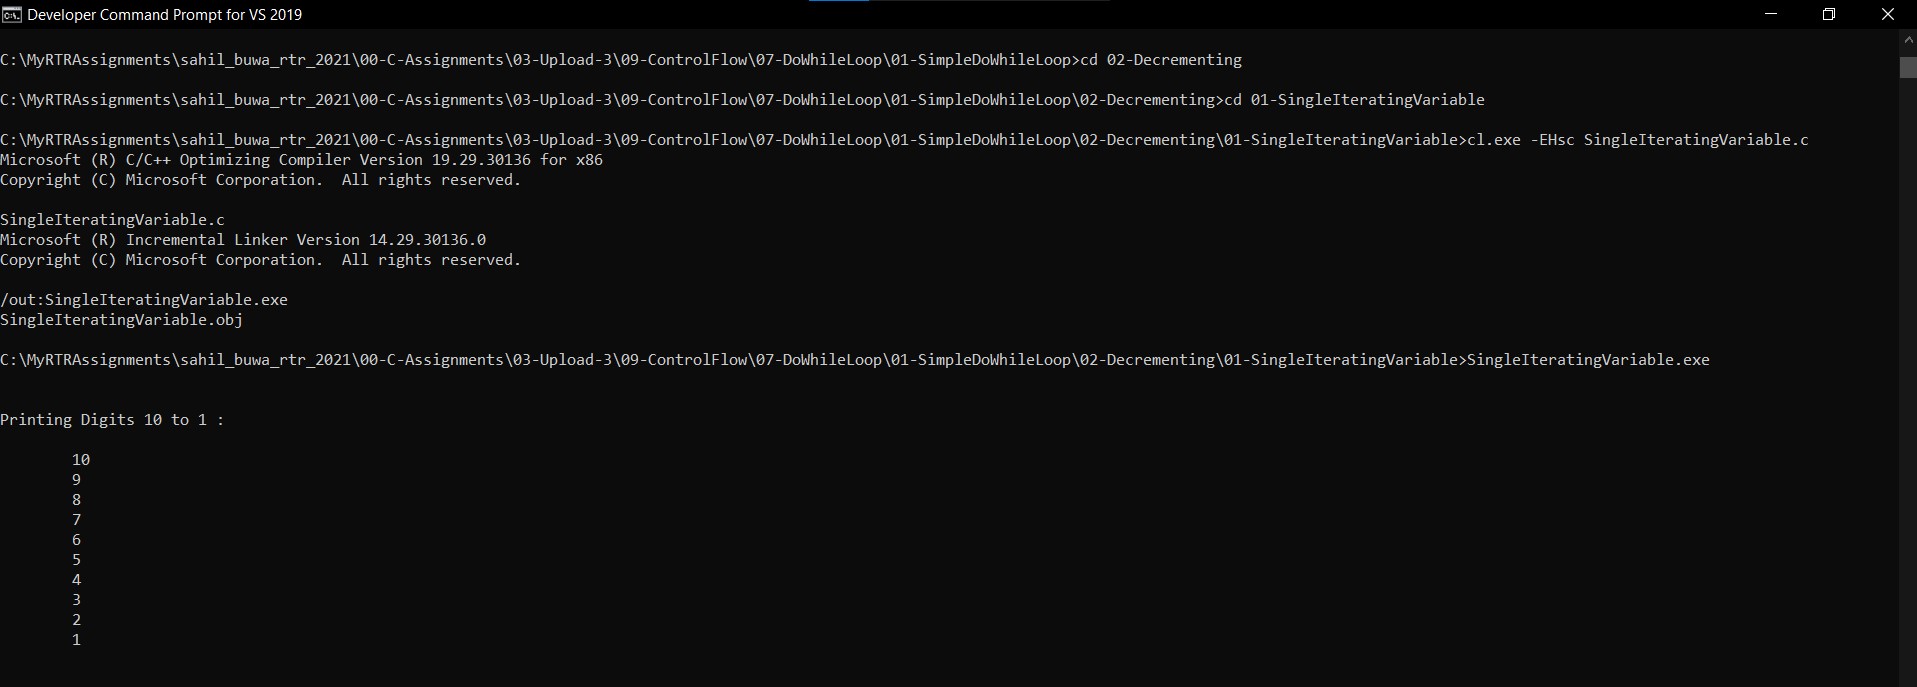 Developer Command Prompt for VS 2019
C:\MyRTRAssignments\sahil_buwa_rtr_2021\00-C-Assignments\03-Upload-3\09-ControlFlow\07-DoWhileLoop\01-SimpleDoWhileLoop>cd 02-Decrementing
C:\MyRTRAssignments\sahil_buwa_rtr_2021\00-C-Assignments\03-Upload-3\09-ControlFlow\07-DoWhileLoop\01-SimpleDoWhileLoop\02-Decrementing>cd 01-SingleIteratingVariable
C:\MyRTRAssignments\sahil_buwa_rtr_2021\00-C-Assignments\03-Upload-3\09-ControlFlow\07-DoWhileLoop\01-SimpleDoWhileLoop\02-Decrementing\01-SingleIteratingVariable>cl.exe -EHsc SingleIteratingVariable.c
Microsoft (R) C/C++ Optimizing Compiler Version 19.29.30136 for x86
Copyright (C) Microsoft Corporation.  All rights reserved.
SingleIteratingVariable.c
Microsoft (R) Incremental Linker Version 14.29.30136.0
Copyright (C) Microsoft Corporation.  All rights reserved.
/out:SingleIteratingVariable.exe
SingleIteratingVariable.obj
C:\MyRTRAssignments\sahil_buwa_rtr_2021\00-C-Assignments\03-Upload-3\09-ControlFlow\07-DoWhileLoop\01-SimpleDoWhileLoop\02-Decrementing\01-SingleIteratingVariable>SingleIteratingVariable.exe
Printing Digits 10 to 1 :
10
9
8
7
6
5
4
3
2
1